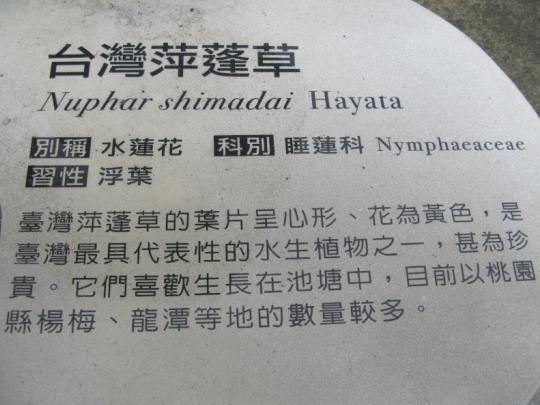 台灣萍蓬草
Nuphar shimadai Hayata
別稱 水蓮花 科別 睡蓮科 Nymphaeaceae
習性 浮葉
臺灣萍蓬草的葉片呈心形、花為黃色，是
臺灣最具代表性的水生植物之一，甚為珍
貴。它們喜歡生長在池塘中，目前以桃園
縣楊梅、龍潭等地的數量較多。